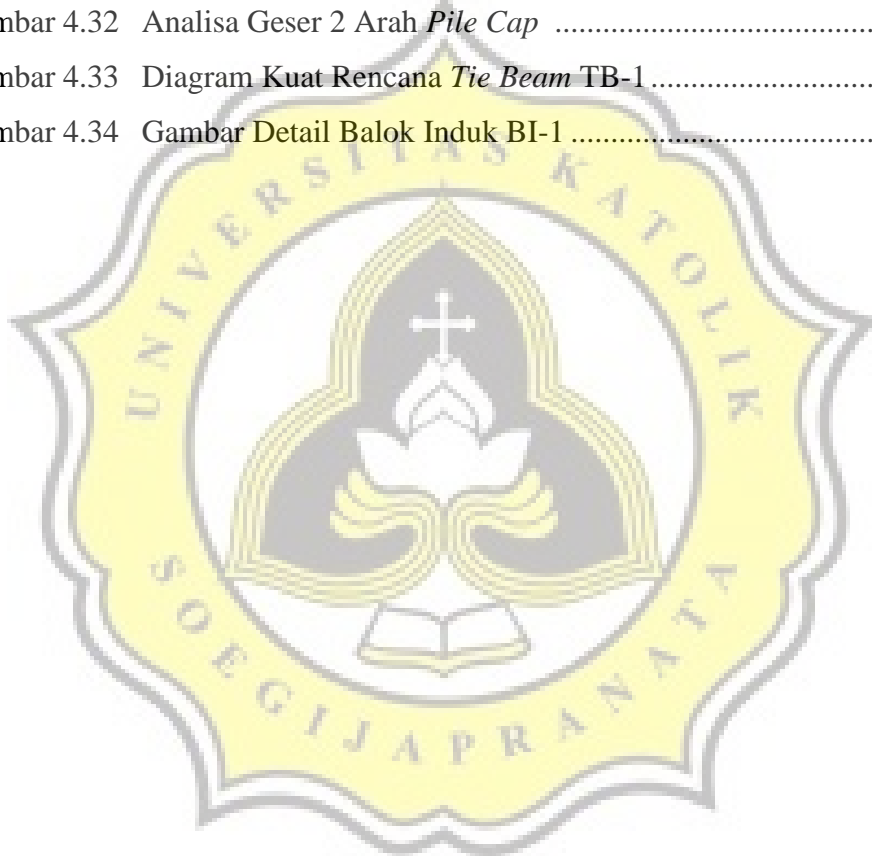 mbar 4.32 Analisa Geser 2 Arah Pile Cap ........................................
mbar 4.33 Diagram Kuat Rencana Tie Beam TB-1 ............................
mbar 4.34 Gambar Detail Balok Induk BI-1 ......................................
UNIVERSITAS KATOLIK
SOEGIJAPRANATA